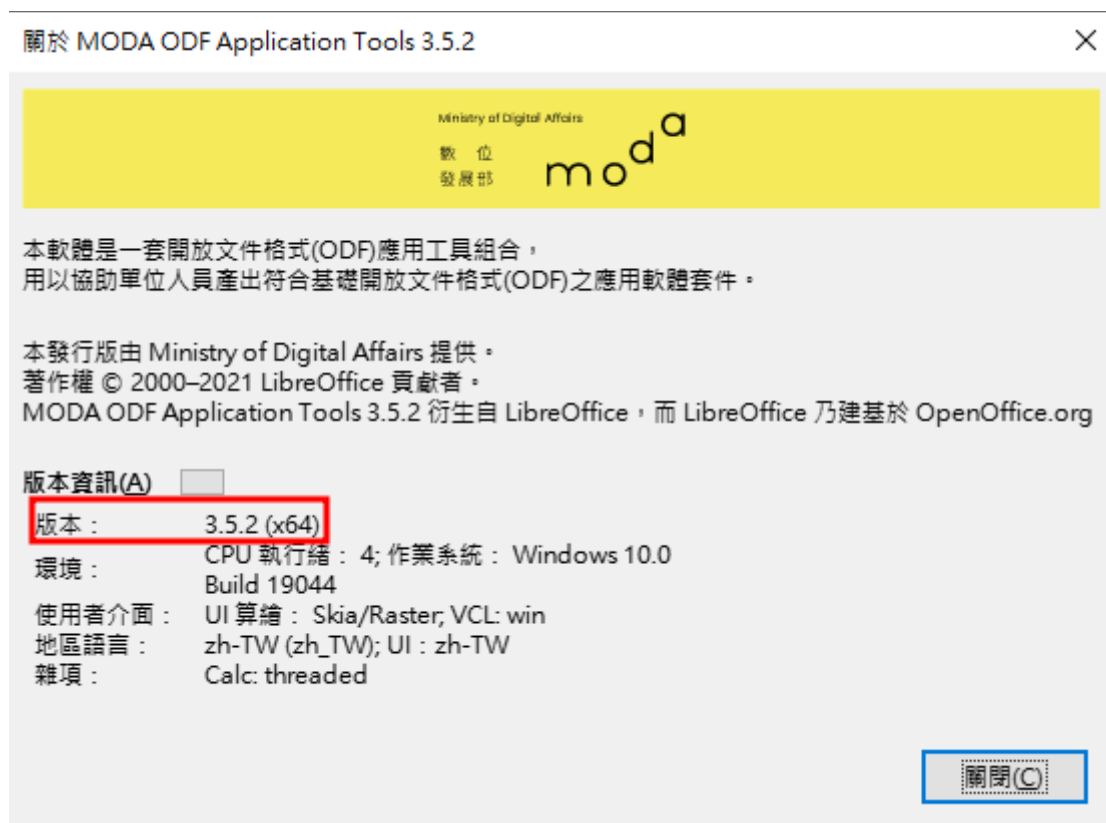 關於 MODA ODF Application Tools 3.5.2
Ministry of Digital Affairs
數 位
發展部
moda
本軟體是一套開放文件格式(ODF)應用工具組合，
用以協助單位人員產出符合基礎開放文件格式(ODF)之應用軟體套件。
本發行版由 Ministry of Digital Affairs 提供。
著作權 © 2000–2021 LibreOffice 貢獻者。
MODA ODF Application Tools 3.5.2 衍生自 LibreOffice，而 LibreOffice 乃建基於 OpenOffice.org
版本資訊(A)
版本： 3.5.2 (x64)
環境： CPU 執行緒： 4; 作業系統： Windows 10.0
Build 19044
使用者介面： UI 算繪： Skia/Raster; VCL: win
地區語言： zh-TW (zh_TW); UI：zh-TW
雜項： Calc: threaded
關閉(C)